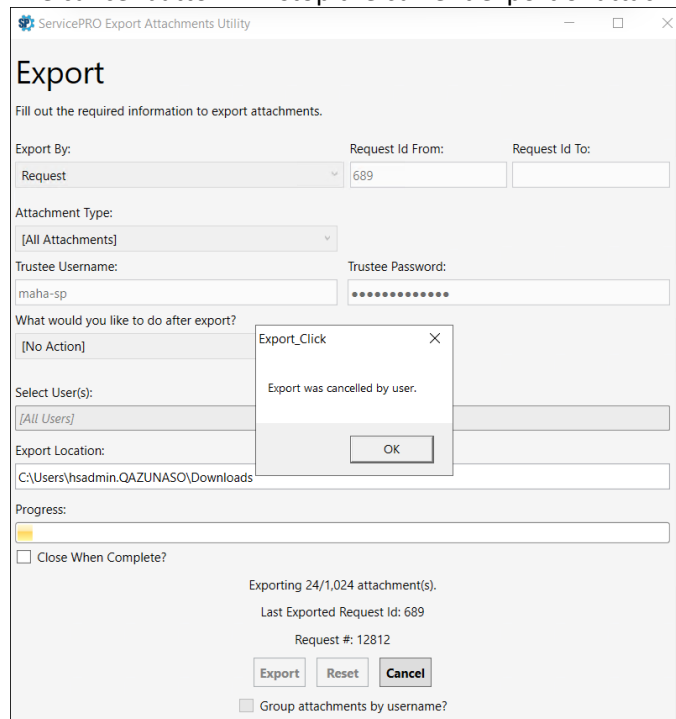 ServicePRO Export Attachments Utility
Export
Fill out the required information to export attachments.
Export By: Request Id From: Request Id To:
Request 689
Attachment Type:
[All Attachments]
Trustee Username: Trustee Password:
maha-sp •••••••••••••
What would you like to do after export?
[No Action]
Export_Click
Export was cancelled by user.
OK
Select User(s):
[All Users]
Export Location:
C:\Users\hsadmin.QAZUNASO\Downloads
Progress:
Close When Complete?
Exporting 24/1,024 attachment(s).
Last Exported Request Id: 689
Request #: 12812
Export Reset Cancel
Group attachments by username?